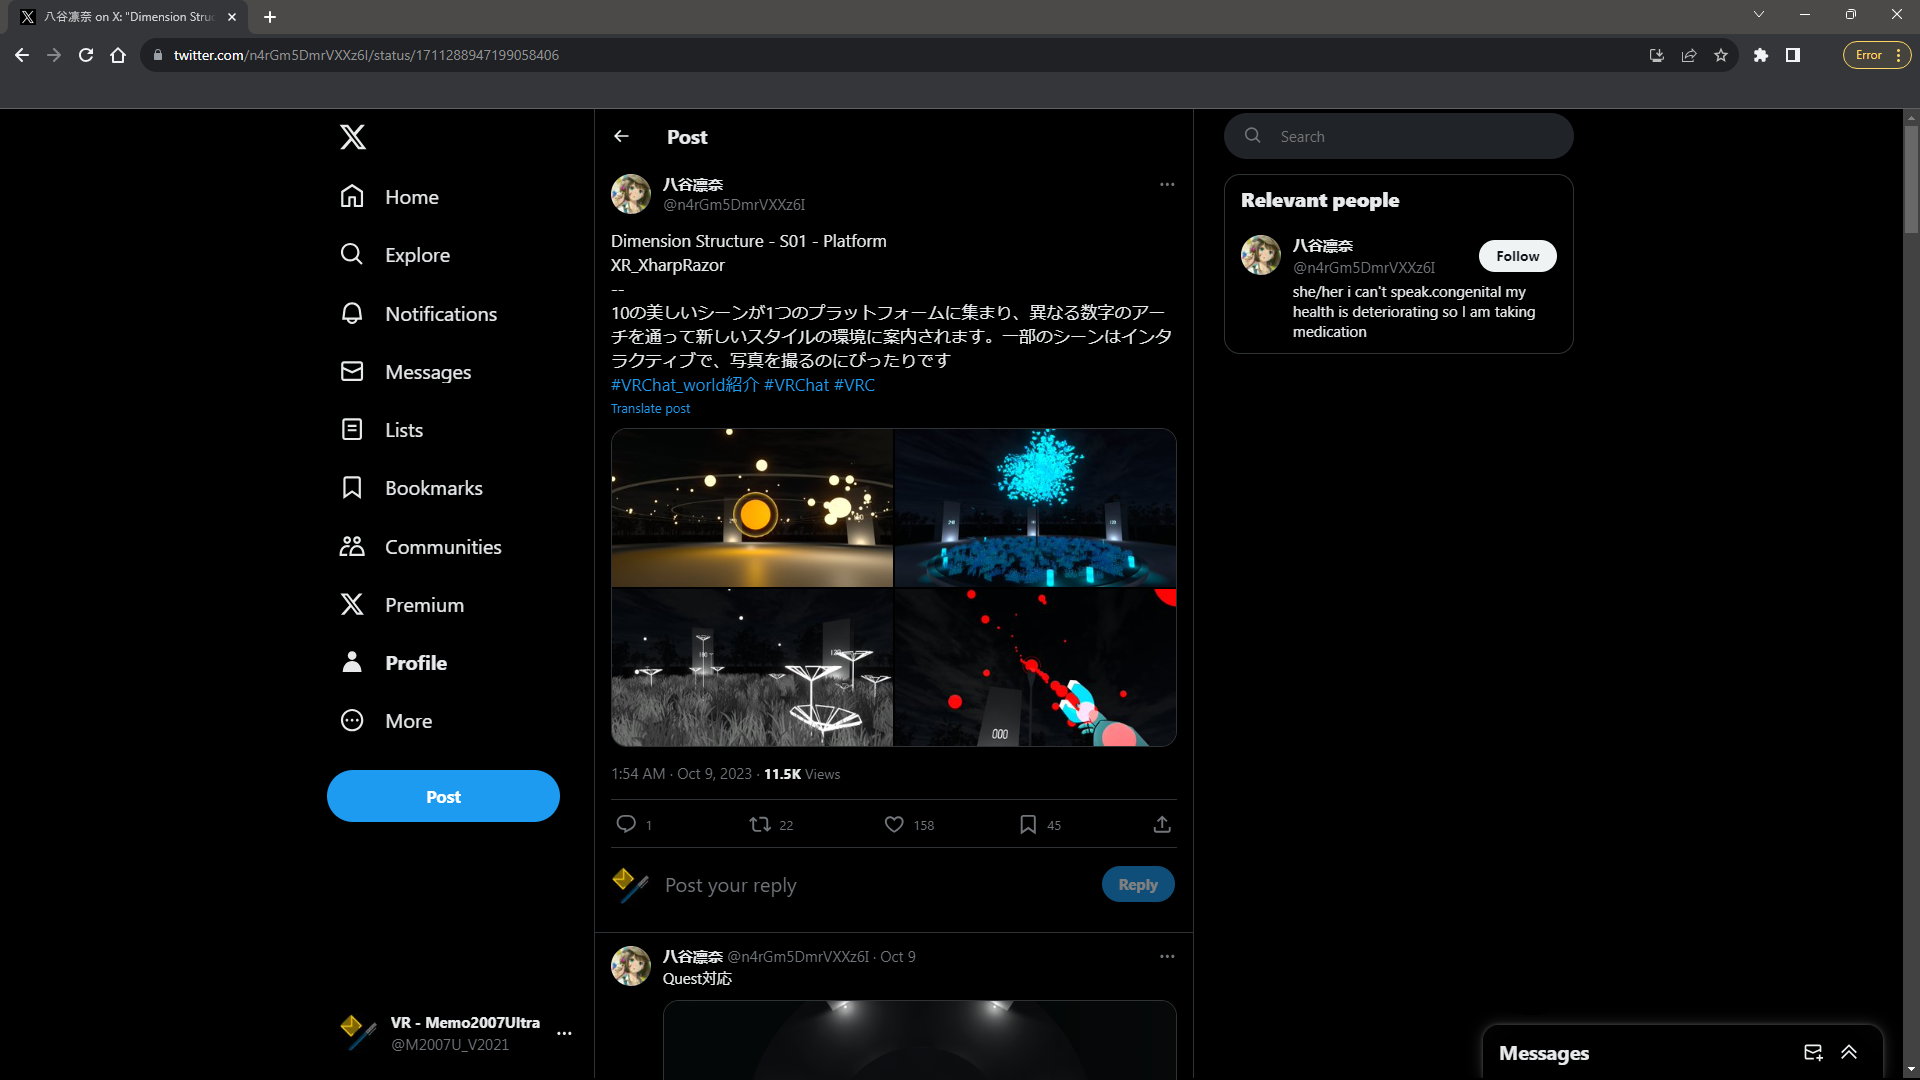 八谷凛奈 on X: "Dimension Struc
twitter.com/n4rGm5DmrVXXz6I/status/1711288947199058406
Error
Home
Explore
Notifications
Messages
Lists
Bookmarks
Communities
Premium
Profile
More
Post
VR - Memo2007Ultra
@M2007U_V2021
Post
八谷凛奈
@n4rGm5DmrVXXz6I
Dimension Structure - S01 - Platform
XR_XharpRazor
--
10の美しいシーンが1つのプラットフォームに集まり、異なる数字のアー
チを通って新しいスタイルの環境に案内されます。一部のシーンはインタ
ラクティブで、写真を撮るのにぴったりです
#VRChat_world紹介 #VRChat #VRC
Translate post
180
000
1:54 AM · Oct 9, 2023 · 11.5K Views
1
22
158
45
Post your reply
Reply
八谷凛奈 @n4rGm5DmrVXXz6I · Oct 9
Quest対応
Search
Relevant people
八谷凛奈
@n4rGm5DmrVXXz6I
Follow
she/her i can't speak.congenital my
health is deteriorating so I am taking
medication
Messages